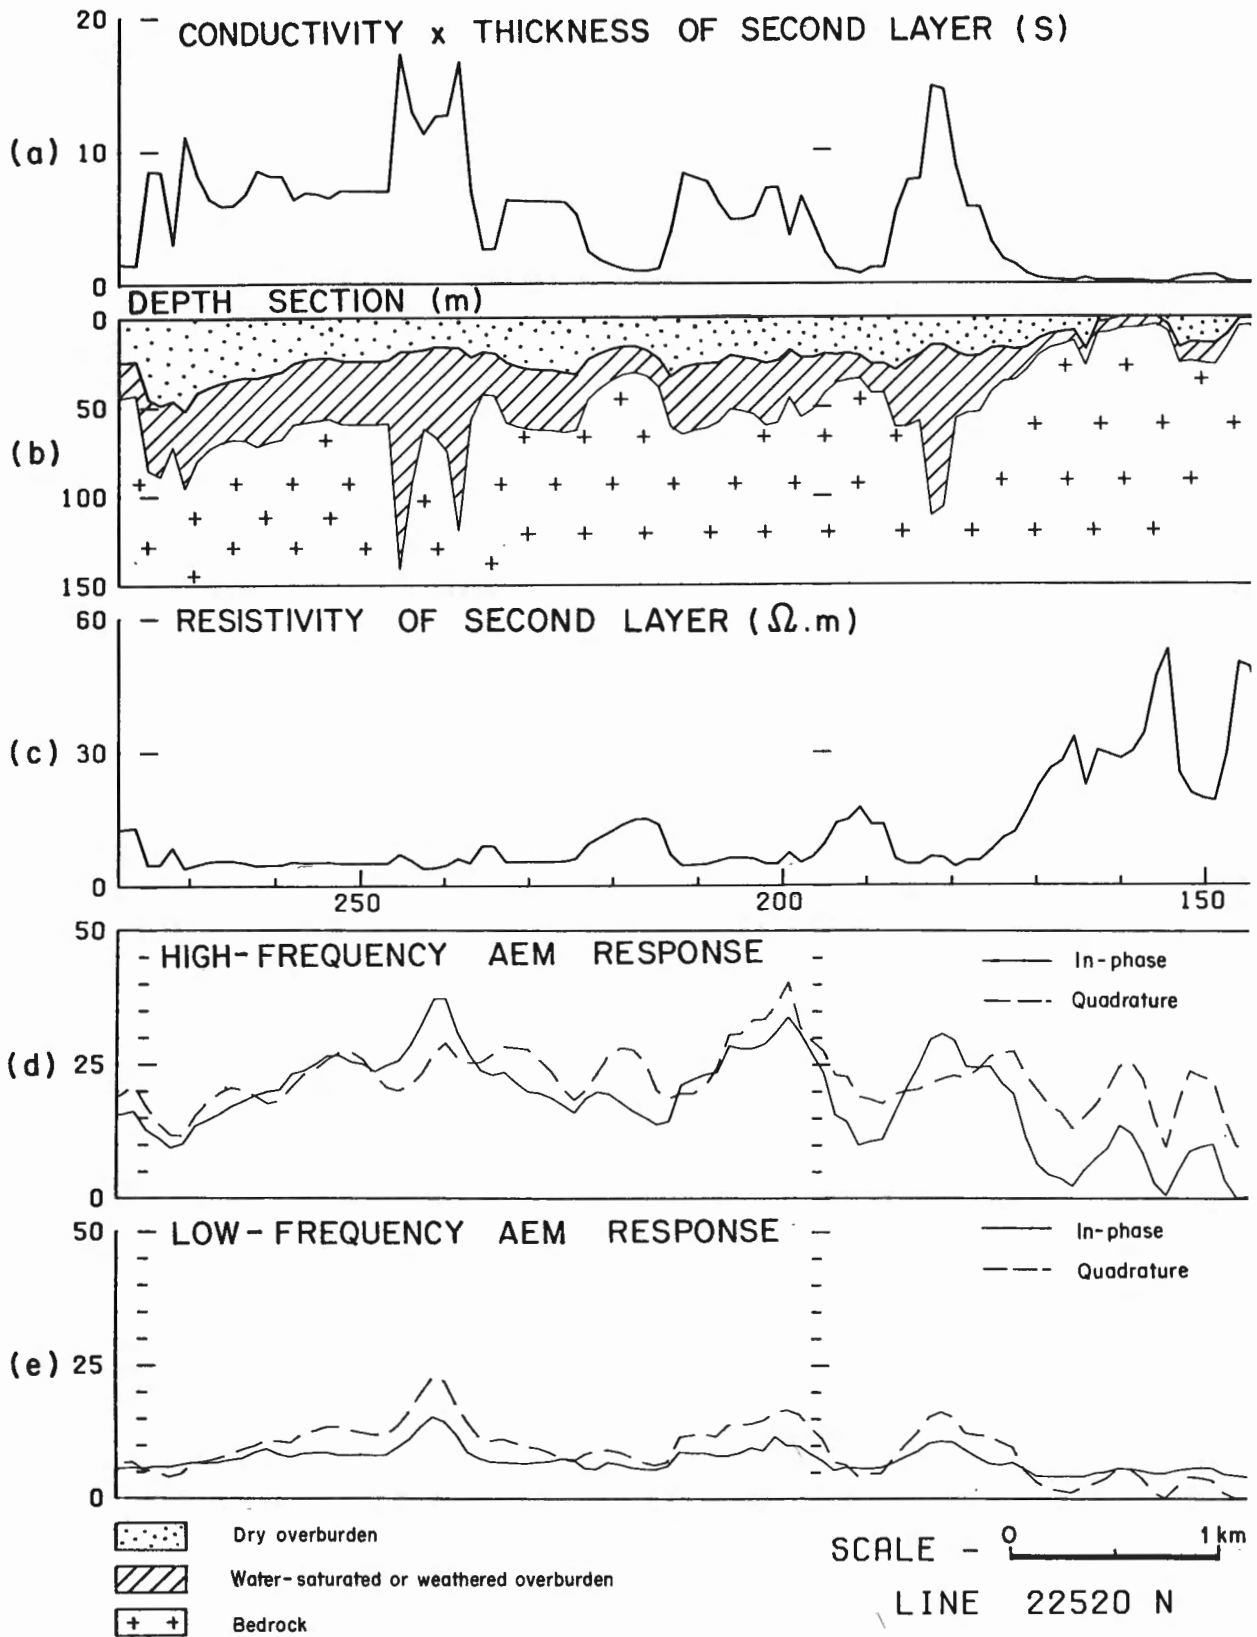 20
CONDUCTIVITY x THICKNESS OF SECOND LAYER (S)
(a) 10
0
DEPTH SECTION (m)
0
50
(b)
100
150
60
RESISTIVITY OF SECOND LAYER (Ω.m)
(c) 30
0
250 200 150
50
HIGH-FREQUENCY AEM RESPONSE
In-phase
Quadrature
(d) 25
0
50
LOW-FREQUENCY AEM RESPONSE
In-phase
Quadrature
(e) 25
0
Dry overburden
Water-saturated or weathered overburden
Bedrock
0 1 km
SCALE -
LINE 22520 N